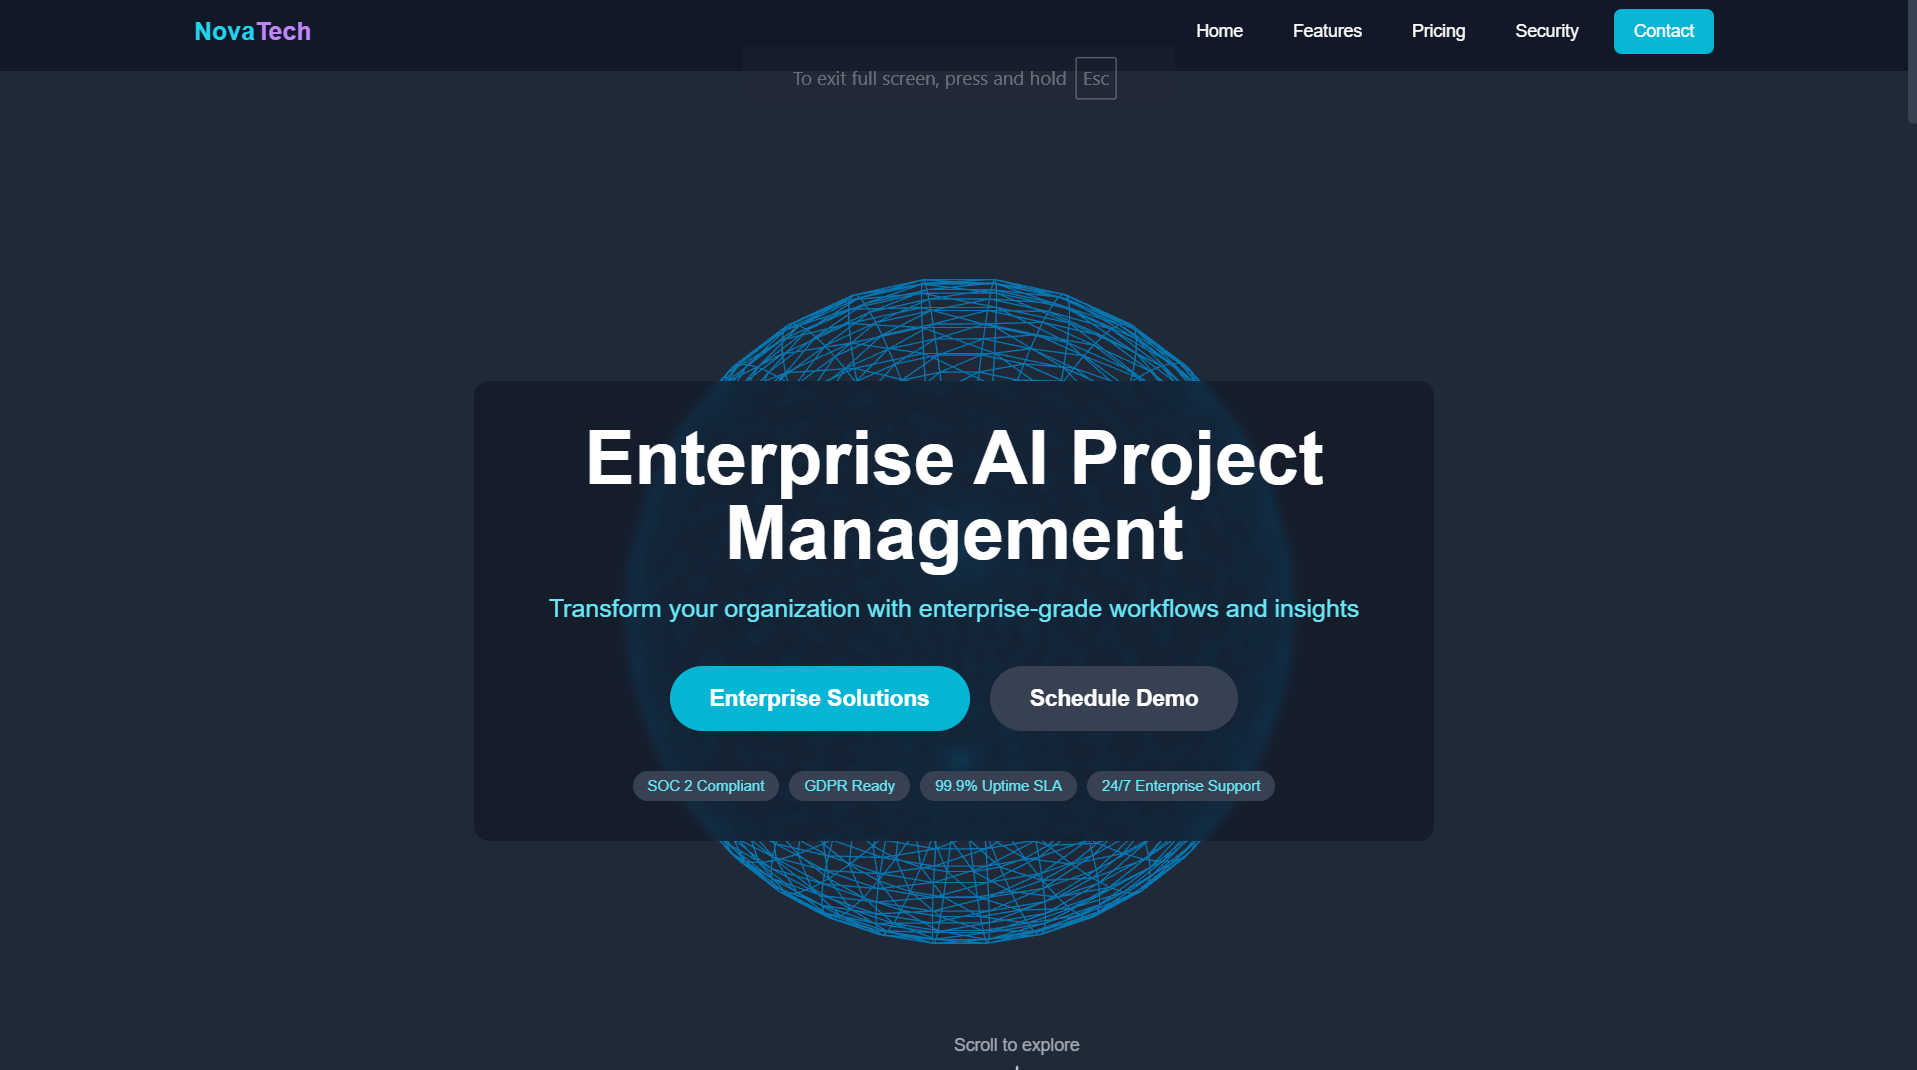 NovaTech
Home Features Pricing Security Contact
To exit full screen, press and hold Esc
Enterprise AI Project
Management
Transform your organization with enterprise-grade workflows and insights
Enterprise Solutions Schedule Demo
SOC 2 Compliant GDPR Ready 99.9% Uptime SLA 24/7 Enterprise Support
Scroll to explore